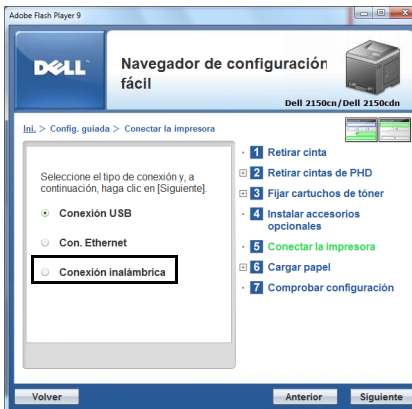 Adobe Flash Player 9
DELL
Navegador de configuración
fácil
Dell 2150cn/Dell 2150cdn
Ini. > Config. guiada > Conectar la impresora
Seleccione el tipo de conexión y, a
continuación, haga clic en [Siguiente].
Conexión USB
Con. Ethernet
Conexión inalámbrica
1 Retirar cinta
2 Retirar cintas de PHD
3 Fijar cartuchos de tóner
4 Instalar accesorios
opcionales
5 Conectar la impresora
6 Cargar papel
7 Comprobar configuración
Volver
Anterior
Siguiente